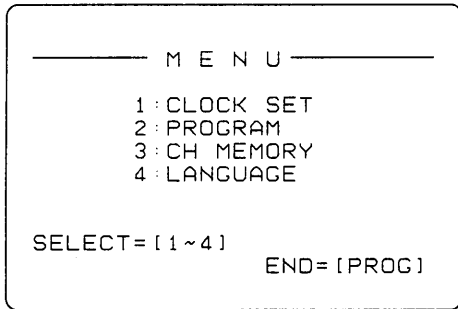 MENU
1:CLOCK SET
2:PROGRAM
3:CH MEMORY
4:LANGUAGE
SELECT=[1~4]
END=[PROG]